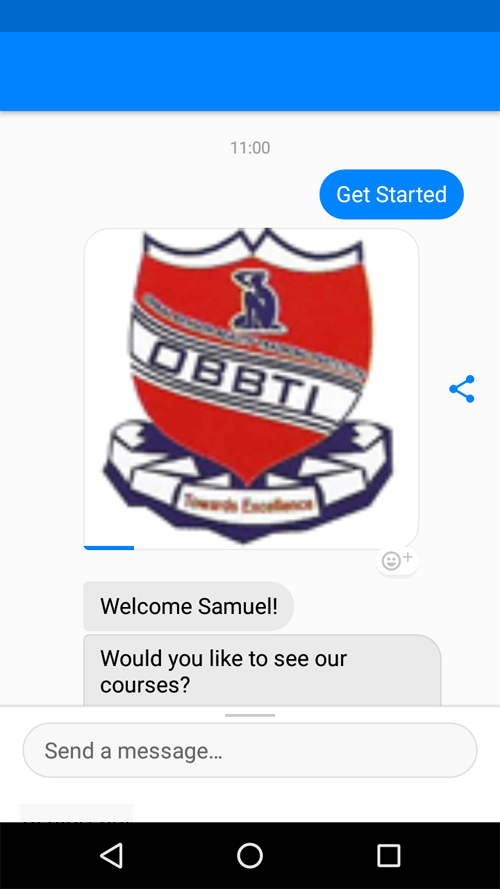 11:00
Get Started
OBBTI
Towards Excellence
Welcome Samuel!
Would you like to see our
courses?
Send a message...